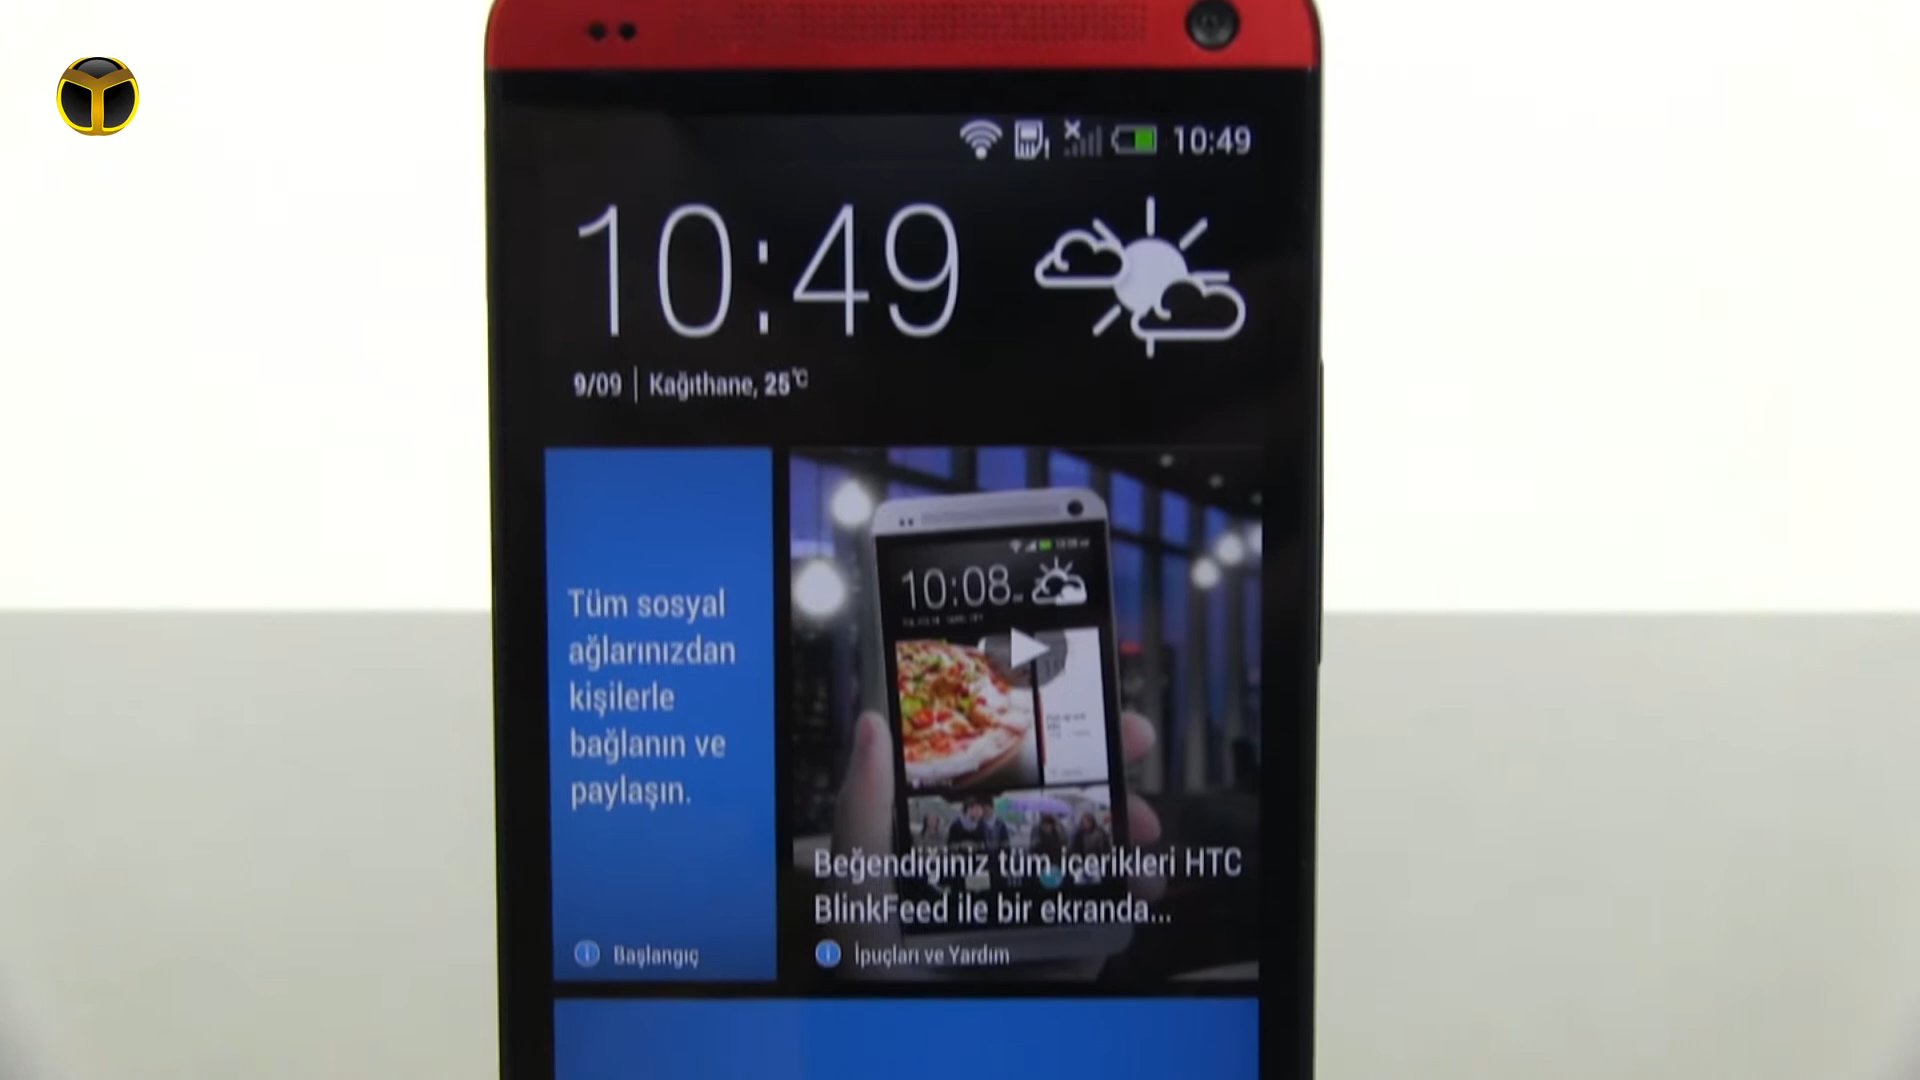 10:49
10:49
9/09 | Kağıthane, 25°C
Tüm sosyal
ağlarınızdan
kişilerle
bağlanın ve
paylaşın.
Başlangıç
10:08
Beğendiğiniz tüm içerikleri HTC
BlinkFeed ile bir ekranda...
İpuçları ve Yardım